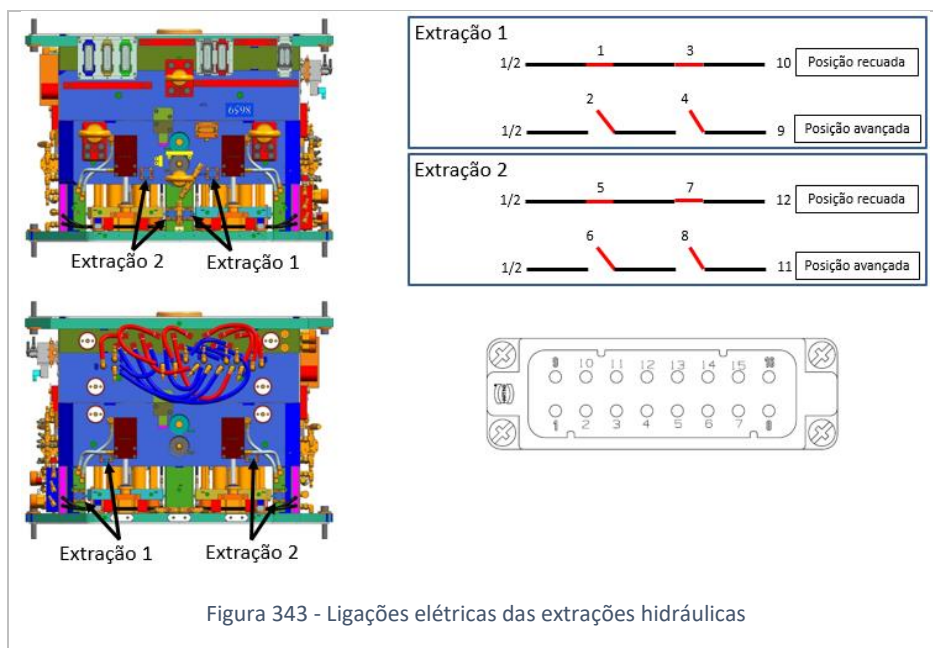 Extração 1
1 3
1/2 10 Posição recuada
2 4
1/2 9 Posição avançada
Extração 2
5 7
1/2 12 Posição recuada
6 8
1/2 11 Posição avançada
6598
Extração 2 Extração 1
9 10 11 12 13 14 15 16
1 2 3 4 5 6 7 8
Extração 1 Extração 2
Figura 343 - Ligações elétricas das extrações hidráulicas